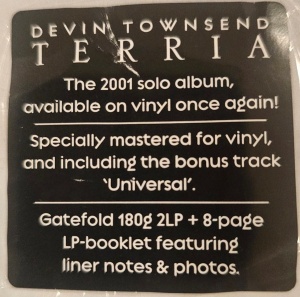 DEVIN TOWNSEND
TERRIA
The 2001 solo album,
available on vinyl once again!
Specially mastered for vinyl,
and including the bonus track
‘Universal’.
Gatefold 180g 2LP + 8-page
LP-booklet featuring
liner notes & photos.